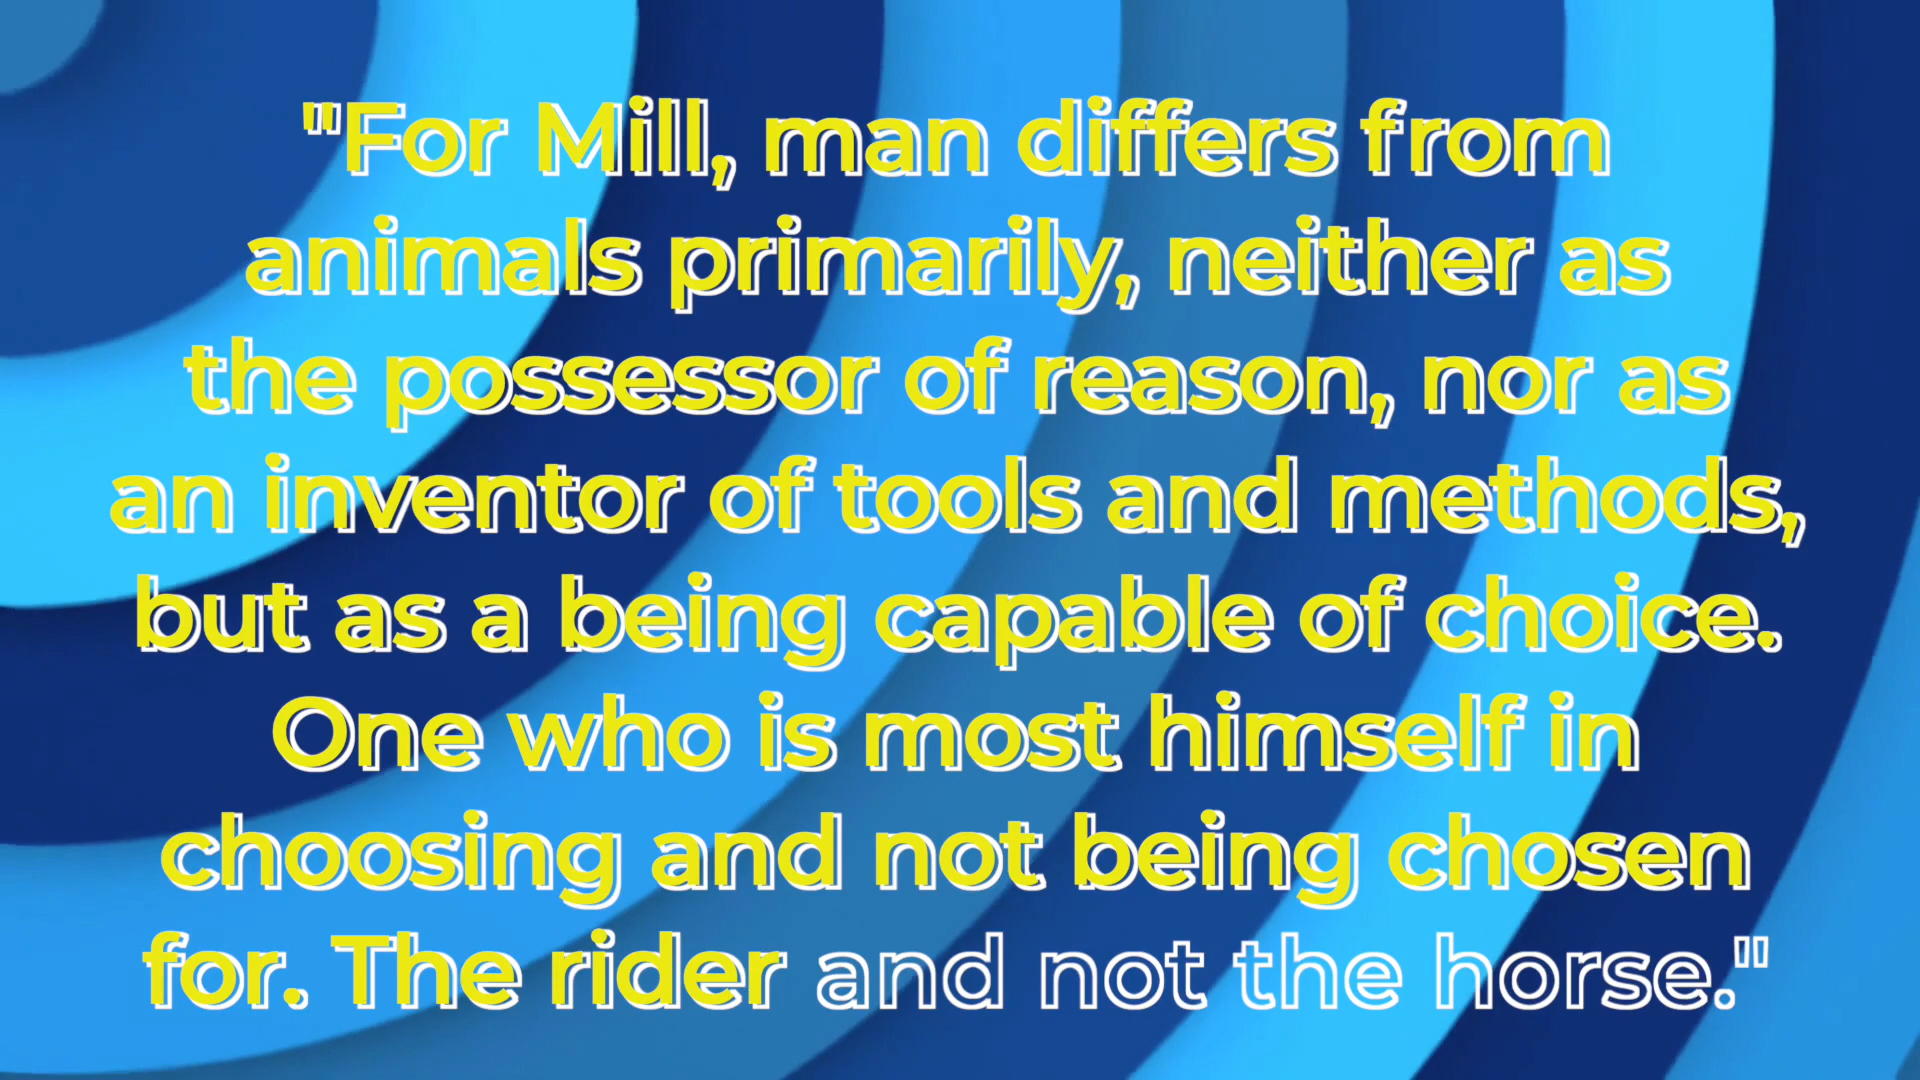 "For Mill, man differs from
animals primarily, neither as
the possessor of reason, nor as
an inventor of tools and methods,
but as a being capable of choice.
One who is most himself in
choosing and not being chosen
for. The rider and not the horse."